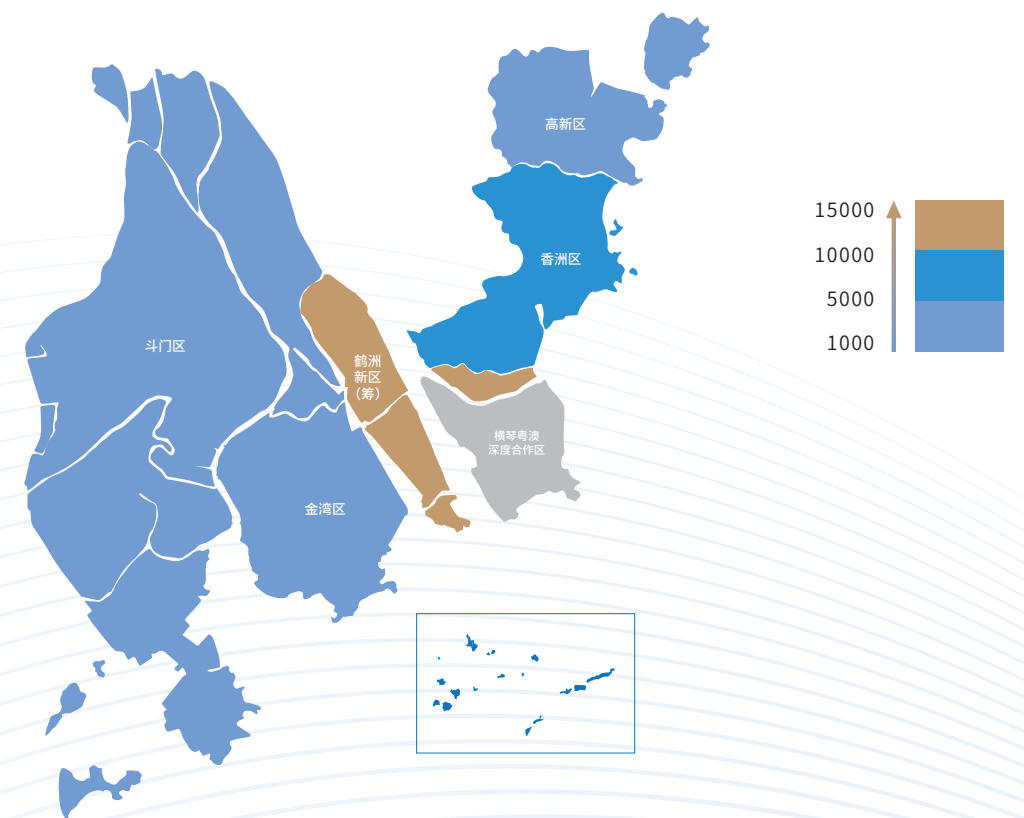 高新区
15000
10000
香洲区
5000
1000
斗门区
鹤洲
新区
（筹）
横琴粤澳
深度合作区
金湾区